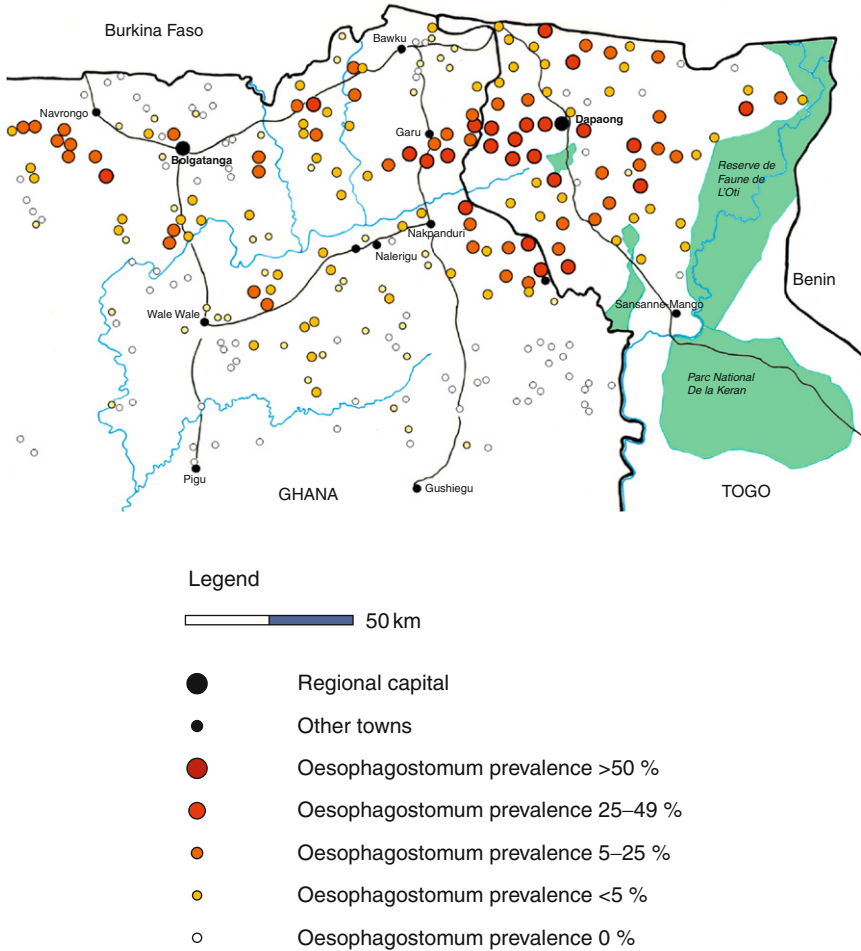 Burkina Faso
Bawku
Navrongo
Garu
Dapaong
Bolgatanga
Reserve de
Faune de
L'Oti
Nakpanduri
Nalerigu
Benin
Wale Wale
Sansanne-Mango
Parc National
De la Keran
Pigu
GHANA
Gushiegu
TOGO
Legend
50 km
Regional capital
Other towns
Oesophagostomum prevalence >50 %
Oesophagostomum prevalence 25–49 %
Oesophagostomum prevalence 5–25 %
Oesophagostomum prevalence <5 %
Oesophagostomum prevalence 0 %